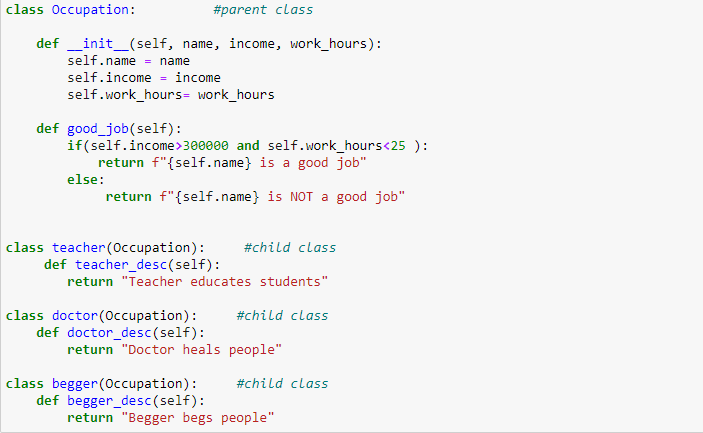 class Occupation:          #parent class
    def __init__(self, name, income, work_hours):
        self.name = name
        self.income = income
        self.work_hours= work_hours
    def good_job(self):
        if(self.income>300000 and self.work_hours<25 ):
            return f"{self.name} is a good job"
        else:
             return f"{self.name} is NOT a good job"
class teacher(Occupation):     #child class
     def teacher_desc(self):
        return "Teacher educates students"
class doctor(Occupation):     #child class
    def doctor_desc(self):
        return "Doctor heals people"
class begger(Occupation):     #child class
    def begger_desc(self):
        return "Begger begs people"